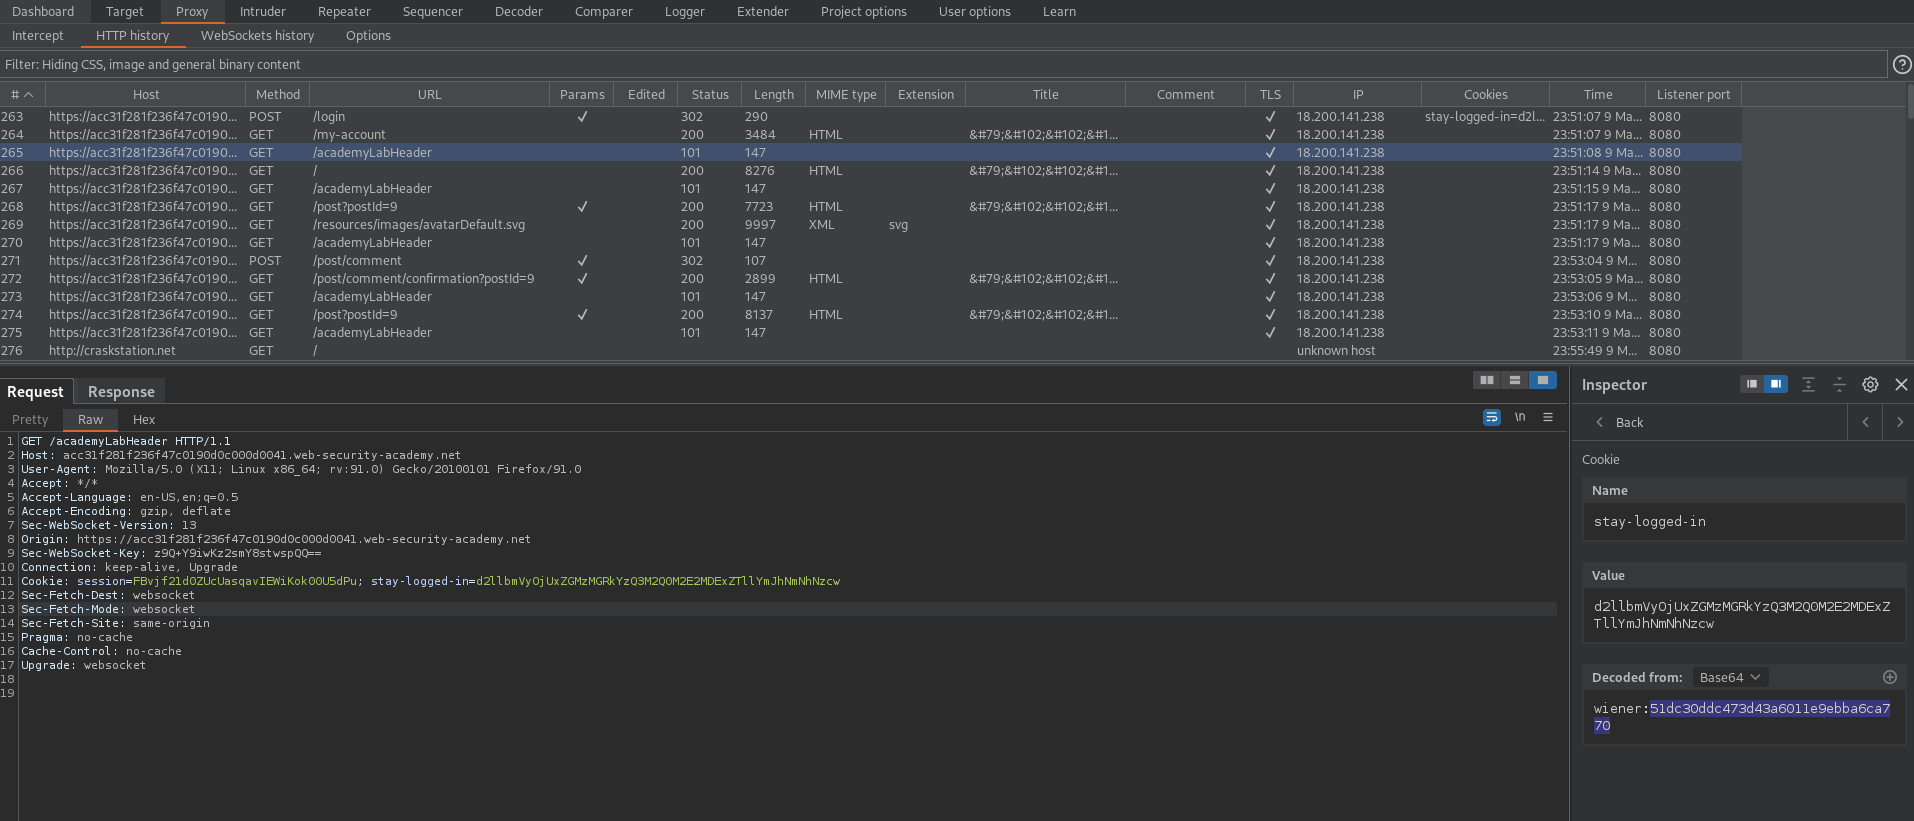 Dashboard Target Proxy Intruder Repeater Sequencer Decoder Comparer Logger Extender Project options User options Learn
Intercept HTTP history WebSockets history Options
Filter: Hiding CSS, image and general binary content
# Host Method URL Params Edited Status Length MIME type Extension Title Comment TLS IP Cookies Time Listener port
263 https://acc31f281f236f47c0190... POST /login ✓ 302 290 ✓ 18.200.141.238 stay-logged-in=d2l... 23:51:07 9 Ma... 8080
264 https://acc31f281f236f47c0190... GET /my-account 200 3484 HTML &#79;&#102;&#102;&#1... ✓ 18.200.141.238 23:51:07 9 Ma... 8080
265 https://acc31f281f236f47c0190... GET /academyLabHeader 101 147 ✓ 18.200.141.238 23:51:08 9 Ma... 8080
266 https://acc31f281f236f47c0190... GET / 200 8276 HTML &#79;&#102;&#102;&#1... ✓ 18.200.141.238 23:51:14 9 Ma... 8080
267 https://acc31f281f236f47c0190... GET /academyLabHeader 101 147 ✓ 18.200.141.238 23:51:15 9 Ma... 8080
268 https://acc31f281f236f47c0190... GET /post?postId=9 ✓ 200 7723 HTML &#79;&#102;&#102;&#1... ✓ 18.200.141.238 23:51:17 9 Ma... 8080
269 https://acc31f281f236f47c0190... GET /resources/images/avatarDefault.svg 200 9997 XML svg ✓ 18.200.141.238 23:51:17 9 Ma... 8080
270 https://acc31f281f236f47c0190... GET /academyLabHeader 101 147 ✓ 18.200.141.238 23:51:17 9 Ma... 8080
271 https://acc31f281f236f47c0190... POST /post/comment ✓ 302 107 ✓ 18.200.141.238 23:53:04 9 M... 8080
272 https://acc31f281f236f47c0190... GET /post/comment/confirmation?postId=9 ✓ 200 2899 HTML &#79;&#102;&#102;&#1... ✓ 18.200.141.238 23:53:05 9 M... 8080
273 https://acc31f281f236f47c0190... GET /academyLabHeader 101 147 ✓ 18.200.141.238 23:53:06 9 M... 8080
274 https://acc31f281f236f47c0190... GET /post?postId=9 ✓ 200 8137 HTML &#79;&#102;&#102;&#1... ✓ 18.200.141.238 23:53:10 9 Ma... 8080
275 https://acc31f281f236f47c0190... GET /academyLabHeader 101 147 ✓ 18.200.141.238 23:53:11 9 Ma... 8080
276 http://craskstation.net GET / unknown host 23:55:49 9 M... 8080
Request Response
Pretty Raw Hex \n
1 GET /academyLabHeader HTTP/1.1
2 Host: acc31f281f236f47c0190d0c000d0041.web-security-academy.net
3 User-Agent: Mozilla/5.0 (X11; Linux x86_64; rv:91.0) Gecko/20100101 Firefox/91.0
4 Accept: */*
5 Accept-Language: en-US,en;q=0.5
6 Accept-Encoding: gzip, deflate
7 Sec-WebSocket-Version: 13
8 Origin: https://acc31f281f236f47c0190d0c000d0041.web-security-academy.net
9 Sec-WebSocket-Key: z9Q+Y9iwKz2smY8stwspQQ==
10 Connection: keep-alive, Upgrade
11 Cookie: session=FBvjf21d0ZUcUasqavIEWiKok00U5dPu; stay-logged-in=d2llbmVyOjUxZGMzMGRkYzQ3M2Q0M2E2MDExZTllYmJhNmNhNzcw
12 Sec-Fetch-Dest: websocket
13 Sec-Fetch-Mode: websocket
14 Sec-Fetch-Site: same-origin
15 Pragma: no-cache
16 Cache-Control: no-cache
17 Upgrade: websocket
18
19
Inspector
Back
Cookie
Name
stay-logged-in
Value
d2llbmVyOjUxZGMzMGRkYzQ3M2Q0M2E2MDExZ
TllYmJhNmNhNzcw
Decoded from: Base64
wiener:51dc30ddc473d43a6011e9ebba6ca7
70